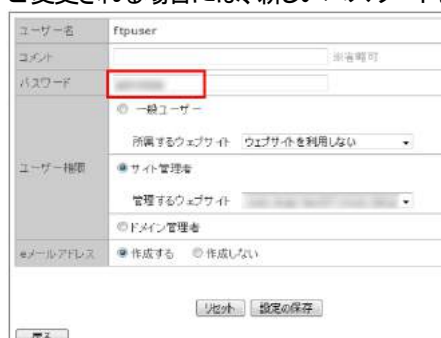 ご変更される場合には、新しいパスワード
ユーザー名 ftpuser
コメント ※省略可
パスワード
一般ユーザー
所属するウェブサイト ウェブサイトを利用しない
ユーザー権限 サイト管理者
管理するウェブサイト
ドメイン管理者
eメールアドレス 作成する 作成しない
リセット 設定の保存
戻る